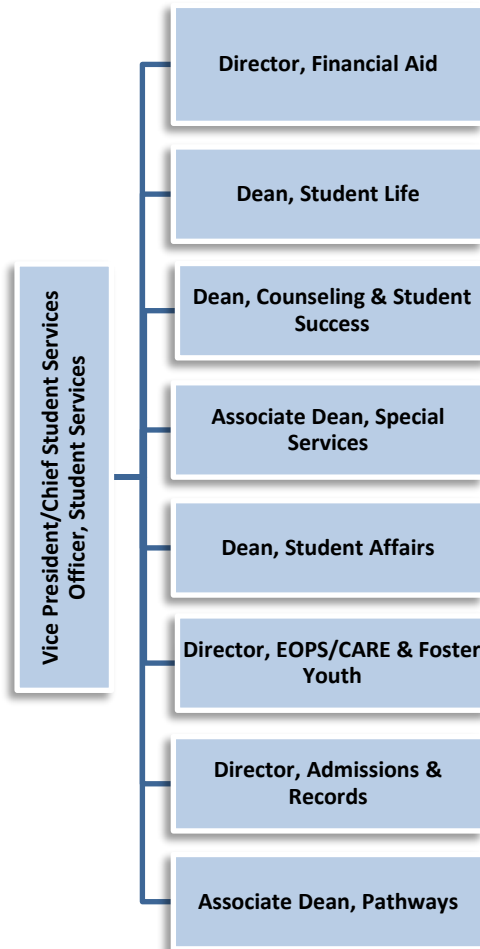 Director, Financial Aid
Dean, Student Life
Dean, Counseling & Student
Success
Associate Dean, Special
Services
Vice President/Chief Student Services
Officer, Student Services
Dean, Student Affairs
Director, EOPS/CARE & Foster
Youth
Director, Admissions &
Records
Associate Dean, Pathways